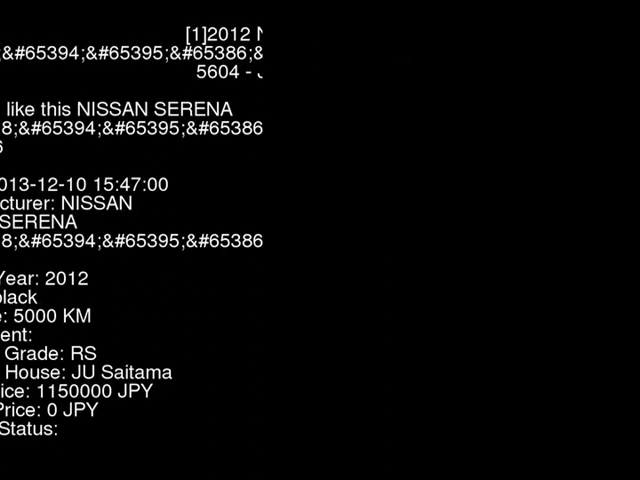 [1]2012 N
;&#65394;&#65395;&#65386;&
5604 - J
like this NISSAN SERENA
8;&#65394;&#65395;&#65386
6
013-12-10 15:47:00
cturer: NISSAN
SERENA
8;&#65394;&#65395;&#65386
Year: 2012
black
e: 5000 KM
ent:
Grade: RS
House: JU Saitama
ice: 1150000 JPY
Price: 0 JPY
Status: